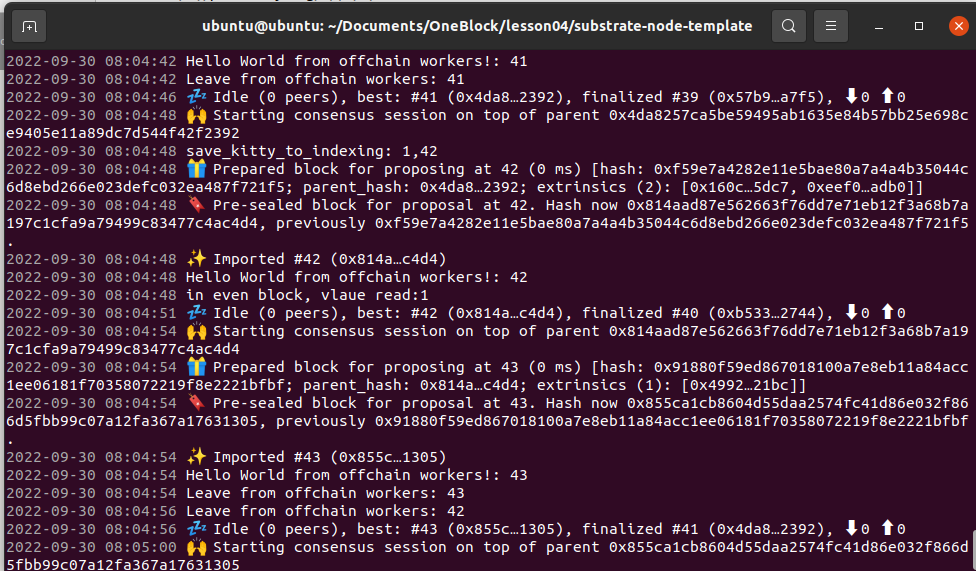 ubuntu@ubuntu: ~/Documents/OneBlock/lesson04/substrate-node-template
2022-09-30 08:04:42 Hello World from offchain workers!: 41
2022-09-30 08:04:42 Leave from offchain workers: 41
2022-09-30 08:04:46 💤 Idle (0 peers), best: #41 (0x4da8…2392), finalized #39 (0x57b9…a7f5), ⬇0 ⬆0
2022-09-30 08:04:48 🙌 Starting consensus session on top of parent 0x4da8257ca5be59495ab1635e84b57bb25e698c
e9405e11a89dc7d544f42f2392
2022-09-30 08:04:48 save_kitty_to_indexing: 1,42
2022-09-30 08:04:48 🎁 Prepared block for proposing at 42 (0 ms) [hash: 0xf59e7a4282e11e5bae80a7a4a4b35044c
6d8ebd266e023defc032ea487f721f5; parent_hash: 0x4da8…2392; extrinsics (2): [0x160c…5dc7, 0xeef0…adb0]]
2022-09-30 08:04:48 🔖 Pre-sealed block for proposal at 42. Hash now 0x814aad87e562663f76dd7e71eb12f3a68b7a
197c1cfa9a79499c83477c4ac4d4, previously 0xf59e7a4282e11e5bae80a7a4a4b35044c6d8ebd266e023defc032ea487f721f5
.
2022-09-30 08:04:48 ✨ Imported #42 (0x814a…c4d4)
2022-09-30 08:04:48 Hello World from offchain workers!: 42
2022-09-30 08:04:48 in even block, vlaue read:1
2022-09-30 08:04:51 💤 Idle (0 peers), best: #42 (0x814a…c4d4), finalized #40 (0xb533…2744), ⬇0 ⬆0
2022-09-30 08:04:54 🙌 Starting consensus session on top of parent 0x814aad87e562663f76dd7e71eb12f3a68b7a19
7c1cfa9a79499c83477c4ac4d4
2022-09-30 08:04:54 🎁 Prepared block for proposing at 43 (0 ms) [hash: 0x91880f59ed867018100a7e8eb11a84acc
1ee06181f70358072219f8e2221bfbf; parent_hash: 0x814a…c4d4; extrinsics (1): [0x4992…21bc]]
2022-09-30 08:04:54 🔖 Pre-sealed block for proposal at 43. Hash now 0x855ca1cb8604d55daa2574fc41d86e032f86
6d5fbb99c07a12fa367a17631305, previously 0x91880f59ed867018100a7e8eb11a84acc1ee06181f70358072219f8e2221bfbf
.
2022-09-30 08:04:54 ✨ Imported #43 (0x855c…1305)
2022-09-30 08:04:54 Hello World from offchain workers!: 43
2022-09-30 08:04:54 Leave from offchain workers: 43
2022-09-30 08:04:56 Leave from offchain workers: 42
2022-09-30 08:04:56 💤 Idle (0 peers), best: #43 (0x855c…1305), finalized #41 (0x4da8…2392), ⬇0 ⬆0
2022-09-30 08:05:00 🙌 Starting consensus session on top of parent 0x855ca1cb8604d55daa2574fc41d86e032f866d
5fbb99c07a12fa367a17631305